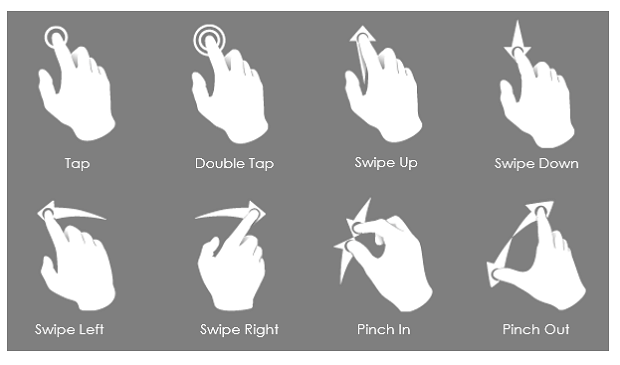 Tap
Double Tap
Swipe Up
Swipe Down
Swipe Left
Swipe Right
Pinch In
Pinch Out